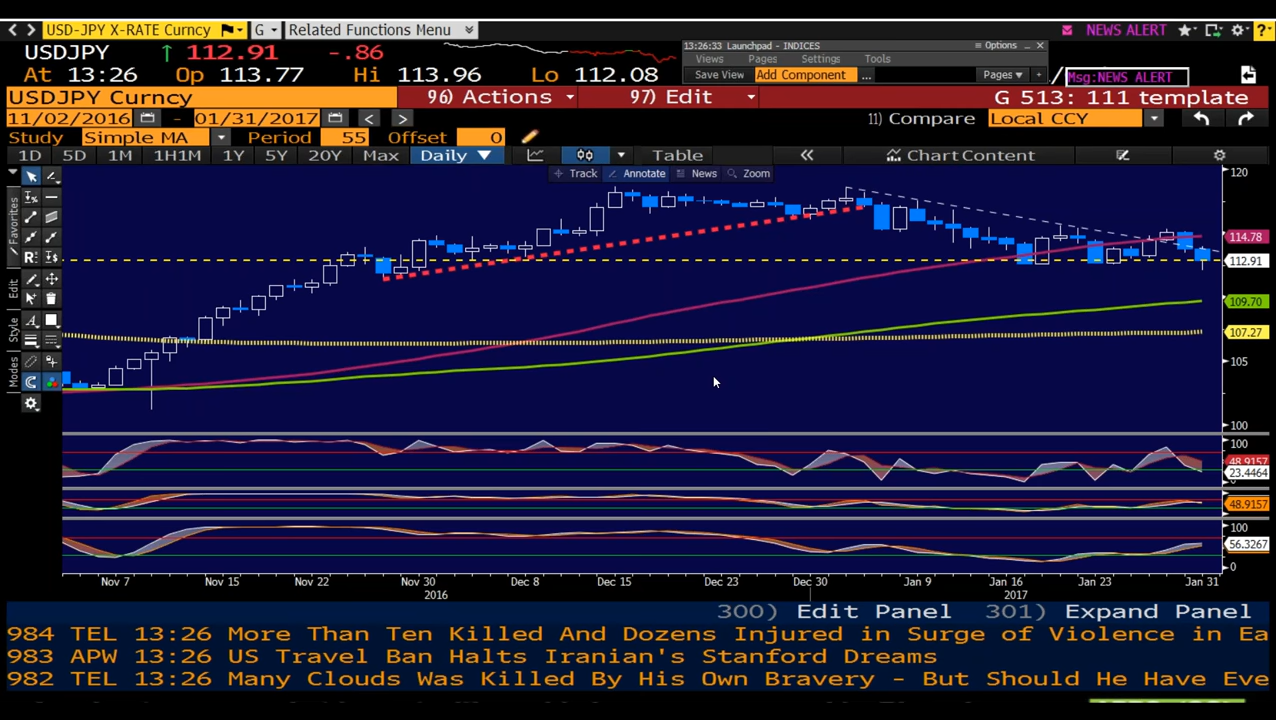 USD-JPY X-RATE Curncy G Related Functions Menu NEWS ALERT
USDJPY ↑ 112.91 -.86
At 13:26 Op 113.77 Hi 113.96 Lo 112.08
13:26:33 Launchpad - INDICES Options
Views Pages Settings Tools
Save View Add Component ... Pages +
/ Msg:NEWS ALERT
USDJPY Curncy 96) Actions 97) Edit G 513: 111 template
11/02/2016 - 01/31/2017 11) Compare Local CCY
Study Simple MA Period 55 Offset 0
1D 5D 1M 1H1M 1Y 5Y 20Y Max Daily ▼ Table « Chart Content
Track Annotate News Zoom
Favorites
Edit
Style
Modes
120
114.78
112.91
109.70
107.27
105
100
100
48.9157
23.4464
0
48.9157
100
56.3267
0
Nov 7 Nov 15 Nov 22 Nov 30 Dec 8 Dec 15 Dec 23 Dec 30 Jan 9 Jan 16 Jan 23 Jan 31
2016 2017
300) Edit Panel 301) Expand Panel
984 TEL 13:26 More Than Ten Killed And Dozens Injured in Surge of Violence in Ea
983 APW 13:26 US Travel Ban Halts Iranian's Stanford Dreams
982 TEL 13:26 Many Clouds Was Killed By His Own Bravery - But Should He Have Eve